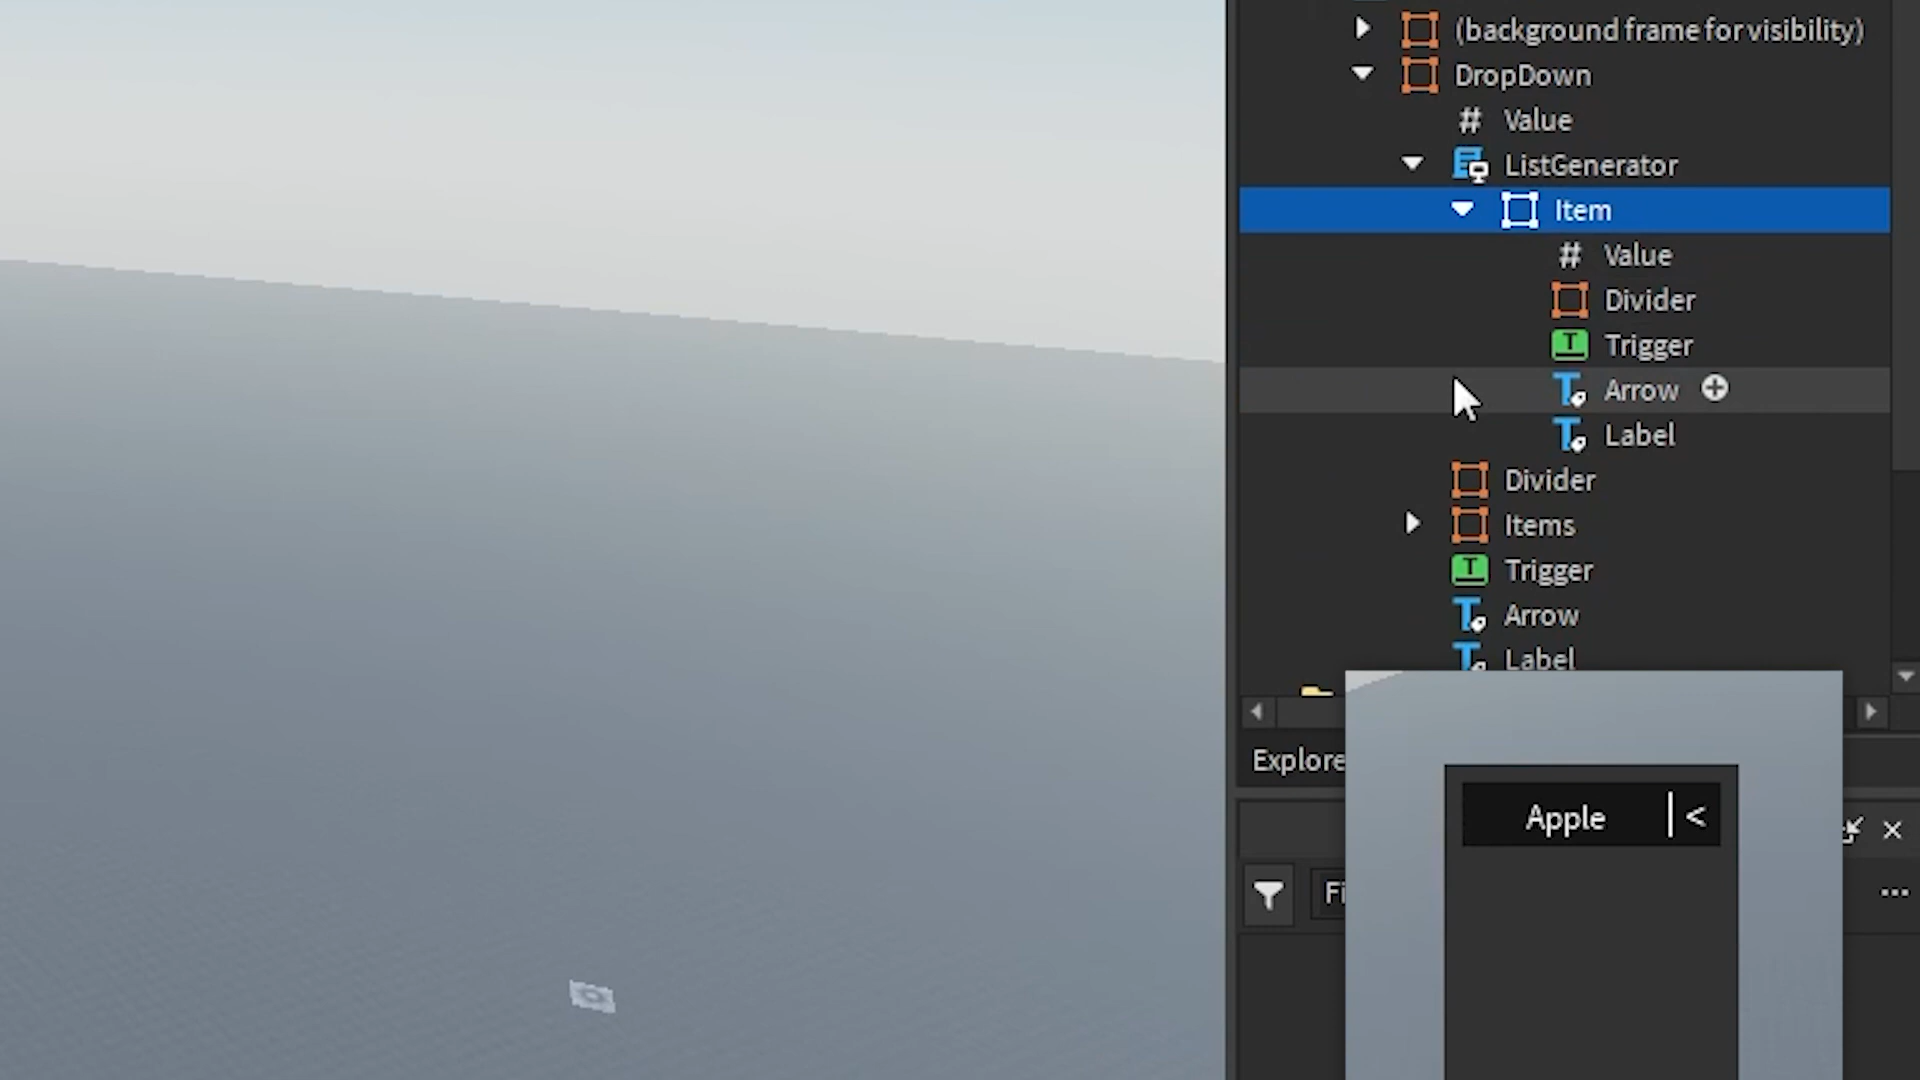 (background frame for visibility)
DropDown
# Value
ListGenerator
Item
# Value
Divider
Trigger
Arrow
Label
Divider
Items
Trigger
Arrow
Label
Explore
Apple <
Fi